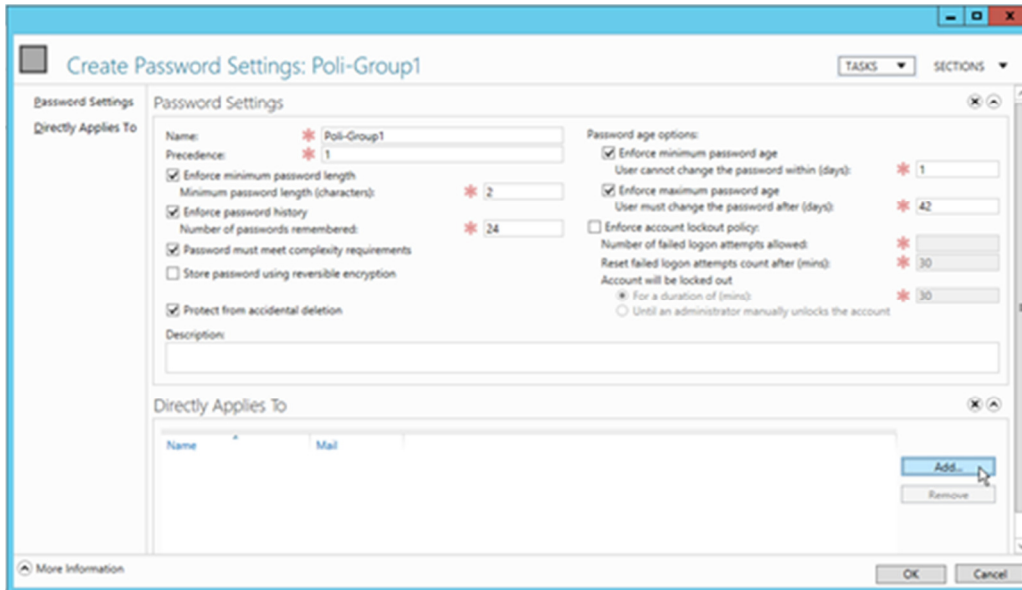 Create Password Settings: Poli-Group1
TASKS
SECTIONS
Password Settings
Directly Applies To
Password Settings
Name:
Poli-Group1
Precedence:
1
Enforce minimum password length
Minimum password length (characters):
2
Enforce password history
Number of passwords remembered:
24
Password must meet complexity requirements
Store password using reversible encryption
Protect from accidental deletion
Password age options:
Enforce minimum password age
User cannot change the password within (days):
1
Enforce maximum password age
User must change the password after (days):
42
Enforce account lockout policy:
Number of failed logon attempts allowed:
Reset failed logon attempts count after (mins):
30
Account will be locked out
For a duration of (mins):
30
Until an administrator manually unlocks the account
Description:
Directly Applies To
Name
Mail
Add...
Remove
More Information
OK
Cancel